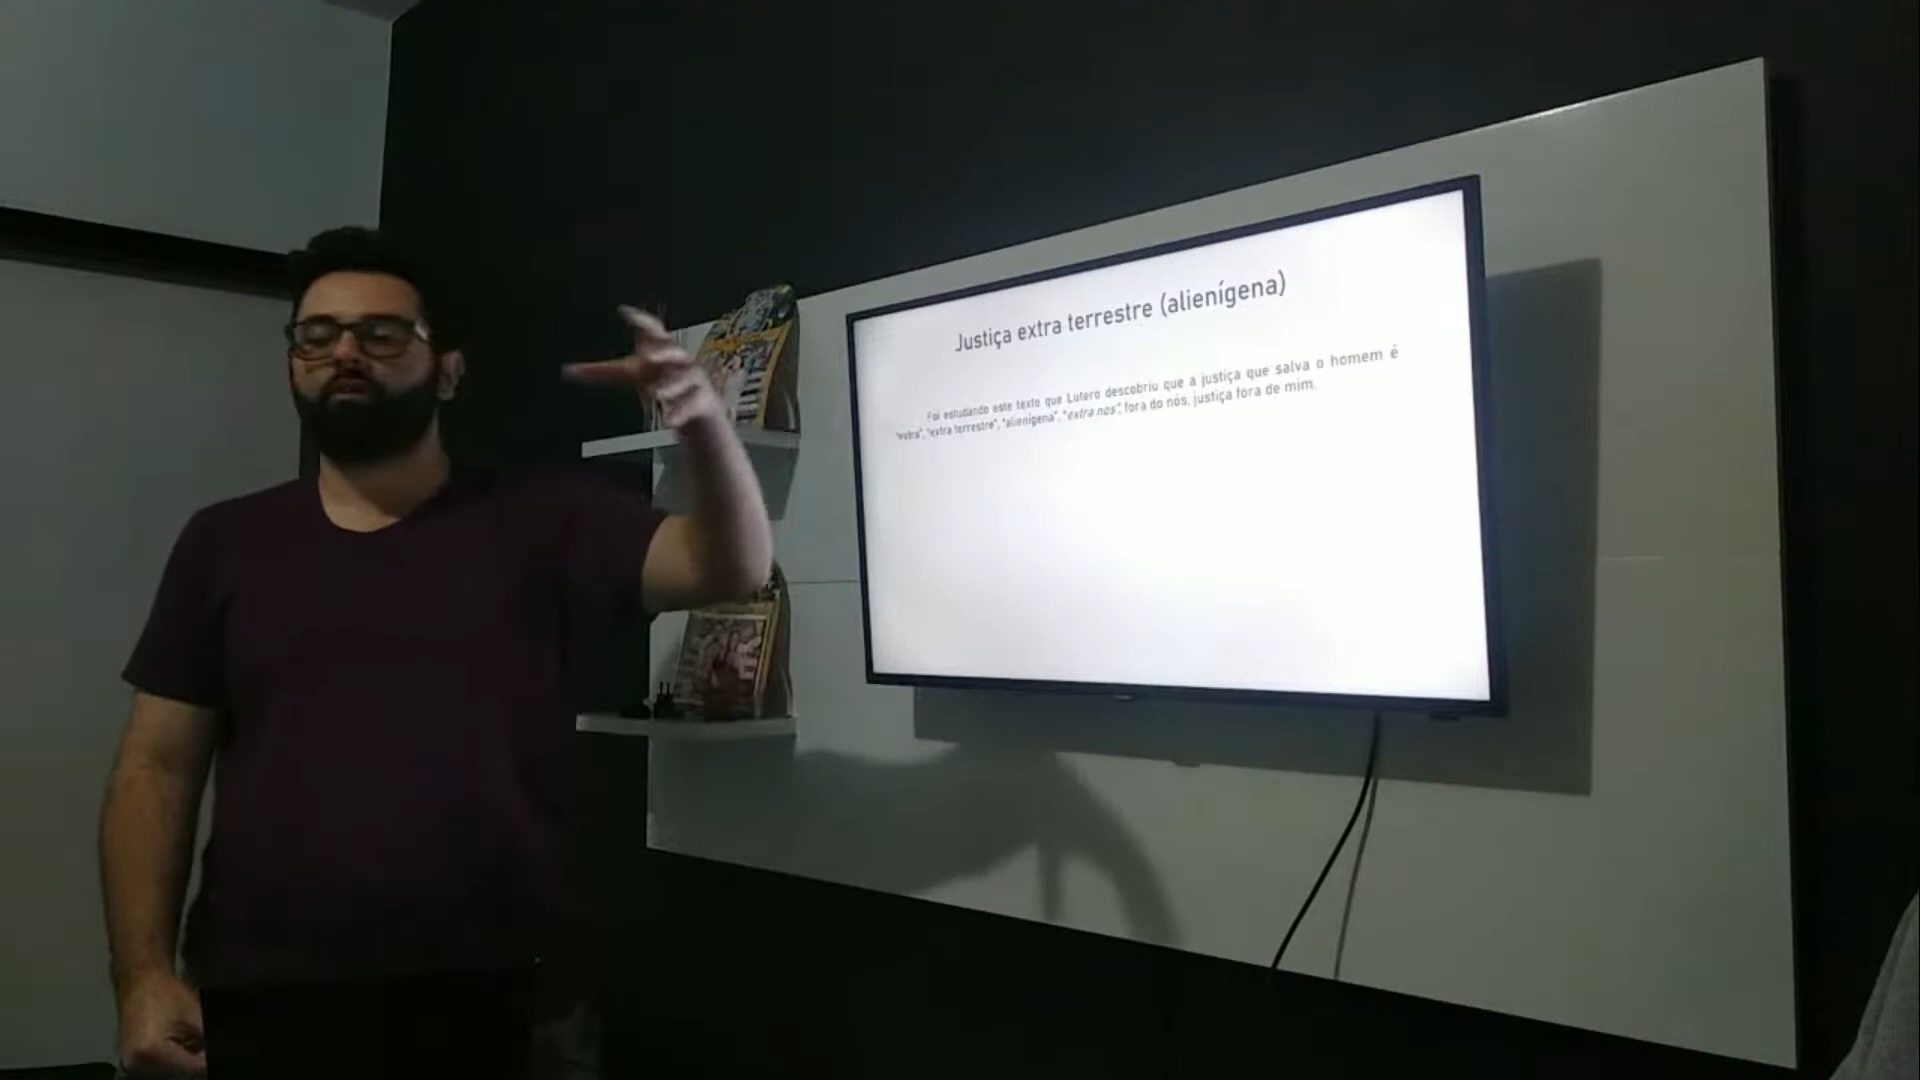 Justiça extra terrestre (alienígena)
Foi estudando este texto que Lutero descobriu que a justiça que salva o homem é
"extra", "extra terrestre", "alienígena", "extra nos", fora do nós, justiça fora de mim.